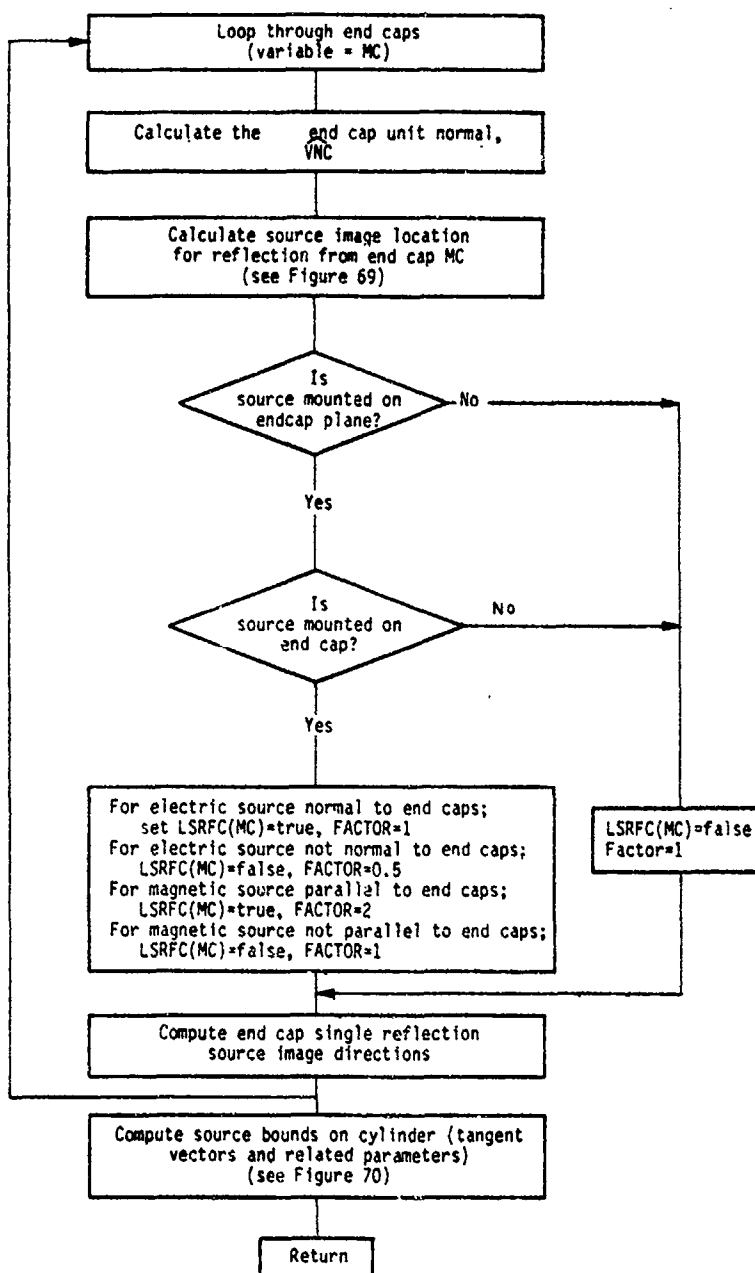 Loop through end caps
(variable = MC)
Calculate the end cap unit normal,
VNC
Calculate source image location
for reflection from end cap MC
(see Figure 69)
Is
source mounted on
endcap plane?
No
Yes
Is
source mounted on
end cap?
No
Yes
For electric source normal to end caps;
set LSRFC(MC)=true, FACTOR=1
For electric source not normal to end caps;
LSRFC(MC)=false, FACTOR=0.5
For magnetic source parallel to end caps;
LSRFC(MC)=true, FACTOR=2
For magnetic source not parallel to end caps;
LSRFC(MC)=false, FACTOR=1
LSRFC(MC)=false
Factor=1
Compute end cap single reflection
source image directions
Compute source bounds on cylinder (tangent
vectors and related parameters)
(see Figure 70)
Return